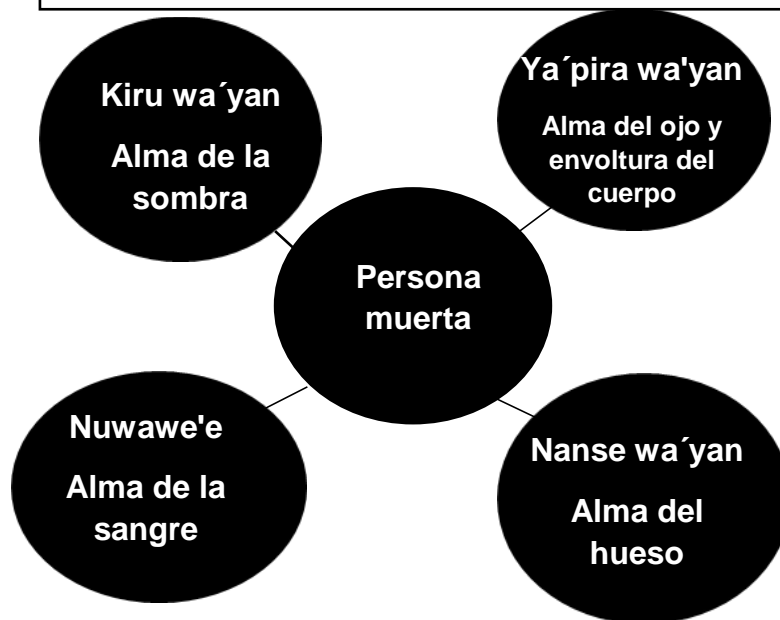 Kiru wa´yan
Alma de la
sombra
Ya´pira wa'yan
Alma del ojo y
envoltura del
cuerpo
Persona
muerta
Nuwawe'e
Alma de la
sangre
Nanse wa´yan
Alma del
hueso